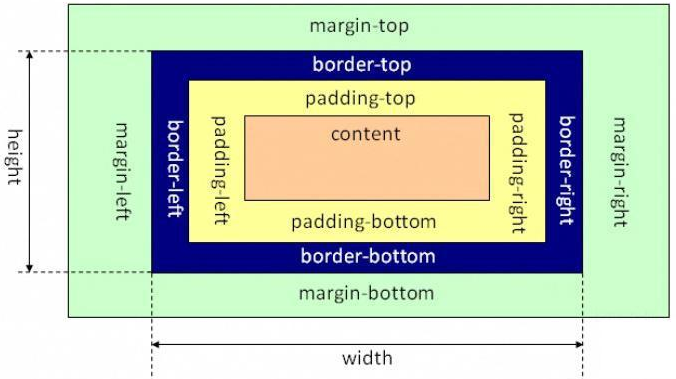 margin-top
border-top
padding-top
content
height
margin-left
border-left
padding-left
padding-right
border-right
margin-right
padding-bottom
border-bottom
margin-bottom
width